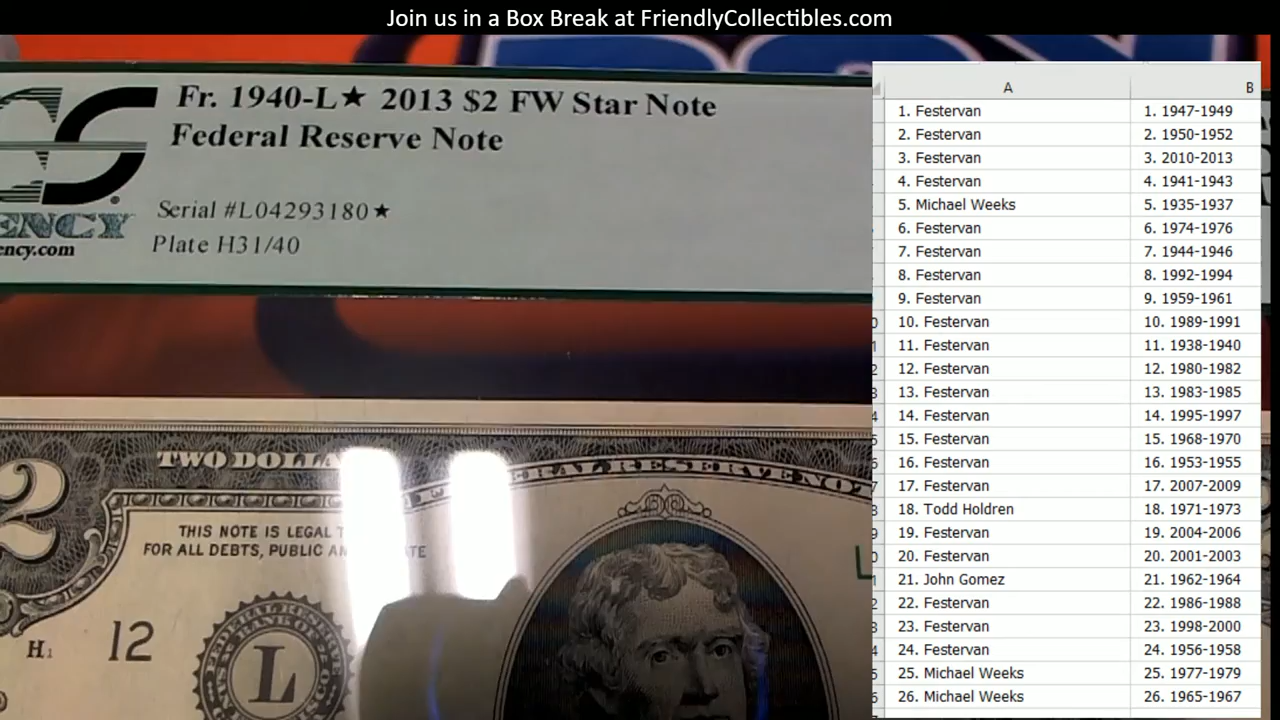 Join us in a Box Break at FriendlyCollectibles.com
Fr. 1940-L★ 2013 $2 FW Star Note
Federal Reserve Note
Serial #L04293180★
Plate H31/40
TWO
THIS NOTE IS LEGAL
FOR ALL DEBTS, PUBLIC
2
H1 12
L
A B
1. Festervan 1. 1947-1949
2. Festervan 2. 1950-1952
3. Festervan 3. 2010-2013
4. Festervan 4. 1941-1943
5. Michael Weeks 5. 1935-1937
6. Festervan 6. 1974-1976
7. Festervan 7. 1944-1946
8. Festervan 8. 1992-1994
9. Festervan 9. 1959-1961
10. Festervan 10. 1989-1991
11. Festervan 11. 1938-1940
12. Festervan 12. 1980-1982
13. Festervan 13. 1983-1985
14. Festervan 14. 1995-1997
15. Festervan 15. 1968-1970
16. Festervan 16. 1953-1955
17. Festervan 17. 2007-2009
18. Todd Holdren 18. 1971-1973
19. Festervan 19. 2004-2006
20. Festervan 20. 2001-2003
21. John Gomez 21. 1962-1964
22. Festervan 22. 1986-1988
23. Festervan 23. 1998-2000
24. Festervan 24. 1956-1958
25. Michael Weeks 25. 1977-1979
26. Michael Weeks 26. 1965-1967